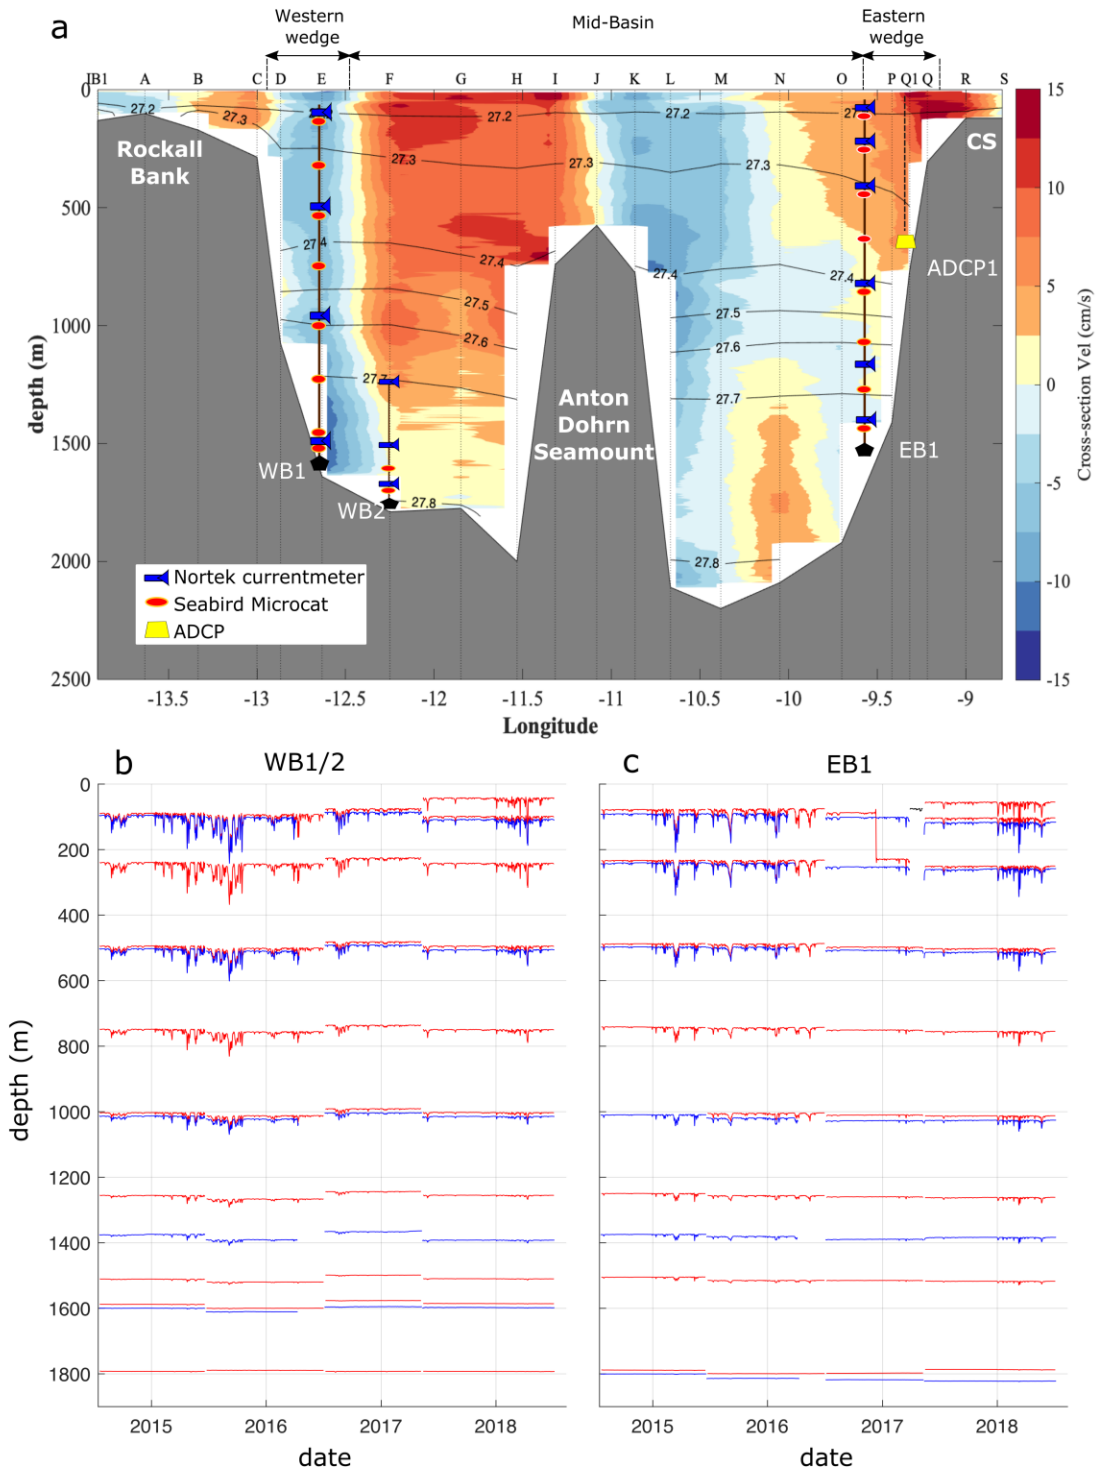 a
Western
wedge
Mid-Basin
Eastern
wedge
IB1 A B C D E F G H I J K L M N O P Q1 Q R S
0
500
1000
1500
2000
2500
depth (m)
27.2
27.3
27.2
27.3
27.4
27.4
27.5
27.6
27.7
27.8
27.2
27.3
27.3
27.4
27.4
27.5
27.6
27.7
27.8
Rockall
Bank
Anton
Dohrn
Seamount
CS
WB1
WB2
EB1
ADCP1
Nortek currentmeter
Seabird Microcat
ADCP
-13.5 -13 -12.5 -12 -11.5 -11 -10.5 -10 -9.5 -9
Longitude
15
10
5
0
-5
-10
-15
Cross-section Vel (cm/s)
b
WB1/2
0
200
400
600
800
1000
1200
1400
1600
1800
depth (m)
2015 2016 2017 2018
date
c
EB1
2015 2016 2017 2018
date